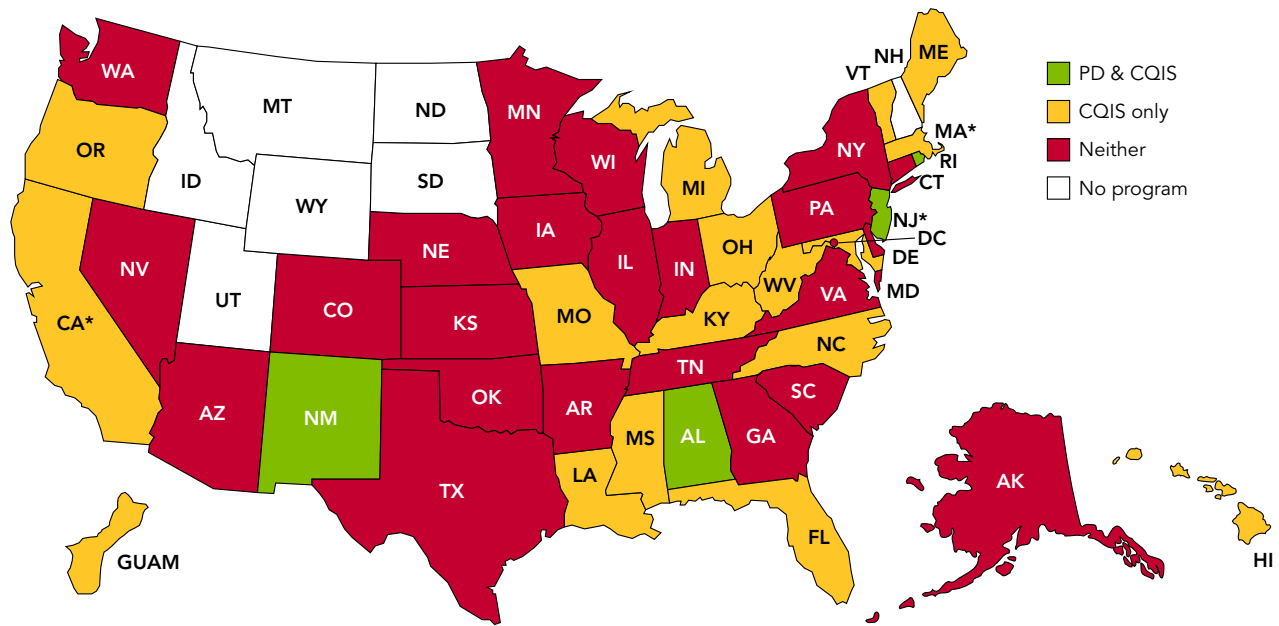 WA
MT
ND
MN
OR
ID
WY
SD
WI
MI
NY
VT
NH
ME
MA*
RI
CT
NV
UT
CO
NE
IA
IL
IN
OH
PA
NJ*
DC
DE
MD
CA*
KS
MO
KY
WV
VA
AZ
NM
OK
AR
TN
NC
SC
TX
LA
MS
AL
GA
FL
GUAM
AK
HI
PD & CQIS
CQIS only
Neither
No program